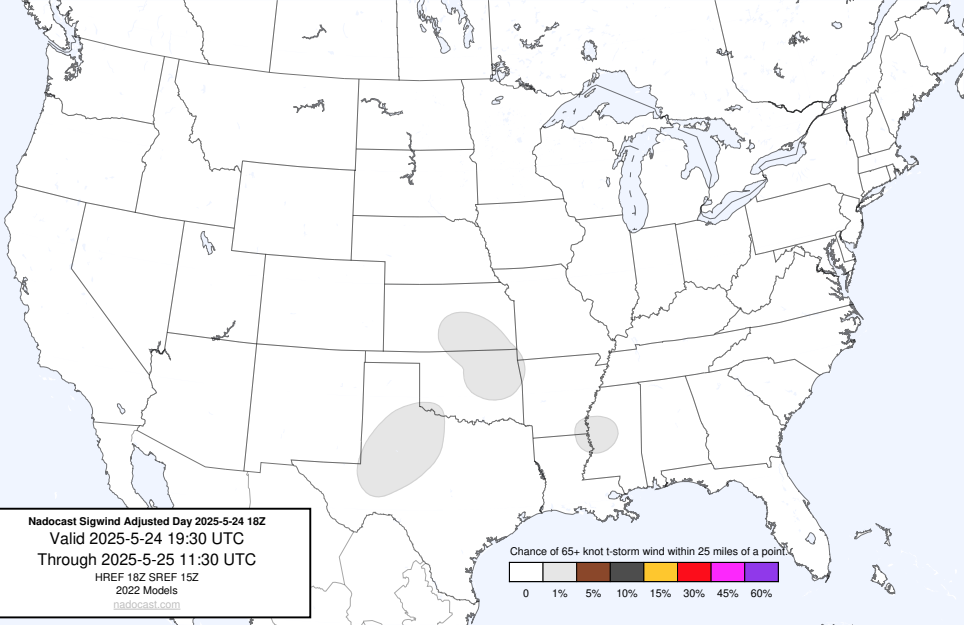 Nadocast Sigwind Adjusted Day 2025-5-24 18Z
Valid 2025-5-24 19:30 UTC
Through 2025-5-25 11:30 UTC
HREF 18Z SREF 15Z
2022 Models
nadocast.com
Chance of 65+ knot t-storm wind within 25 miles of a point.
0 1% 5% 10% 15% 30% 45% 60%